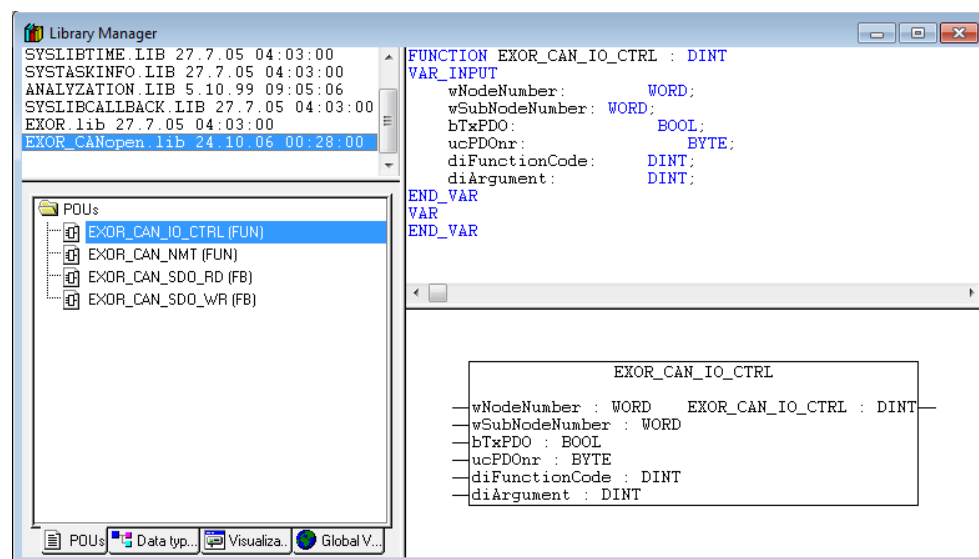 Library Manager
SYSLIBTIME.LIB 27.7.05 04:03:00
SYSTASKINFO.LIB 27.7.05 04:03:00
ANALYZATION.LIB 5.10.99 09:05:06
SYSLIBCALLBACK.LIB 27.7.05 04:03:00
EXOR.lib 27.7.05 04:03:00
EXOR_CANopen.lib 24.10.06 00:28:00
POUs
EXOR_CAN_IO_CTRL (FUN)
EXOR_CAN_NMT (FUN)
EXOR_CAN_SDO_RD (FB)
EXOR_CAN_SDO_WR (FB)
POUs Data typ... Visualiza.. Global V...
FUNCTION EXOR_CAN_IO_CTRL : DINT
VAR_INPUT
wNodeNumber: WORD;
wSubNodeNumber: WORD;
bTxPDO: BOOL;
ucPDOnr: BYTE;
diFunctionCode: DINT;
diArgument: DINT;
END_VAR
VAR
END_VAR
EXOR_CAN_IO_CTRL
wNodeNumber : WORD EXOR_CAN_IO_CTRL : DINT
wSubNodeNumber : WORD
bTxPDO : BOOL
ucPDOnr : BYTE
diFunctionCode : DINT
diArgument : DINT